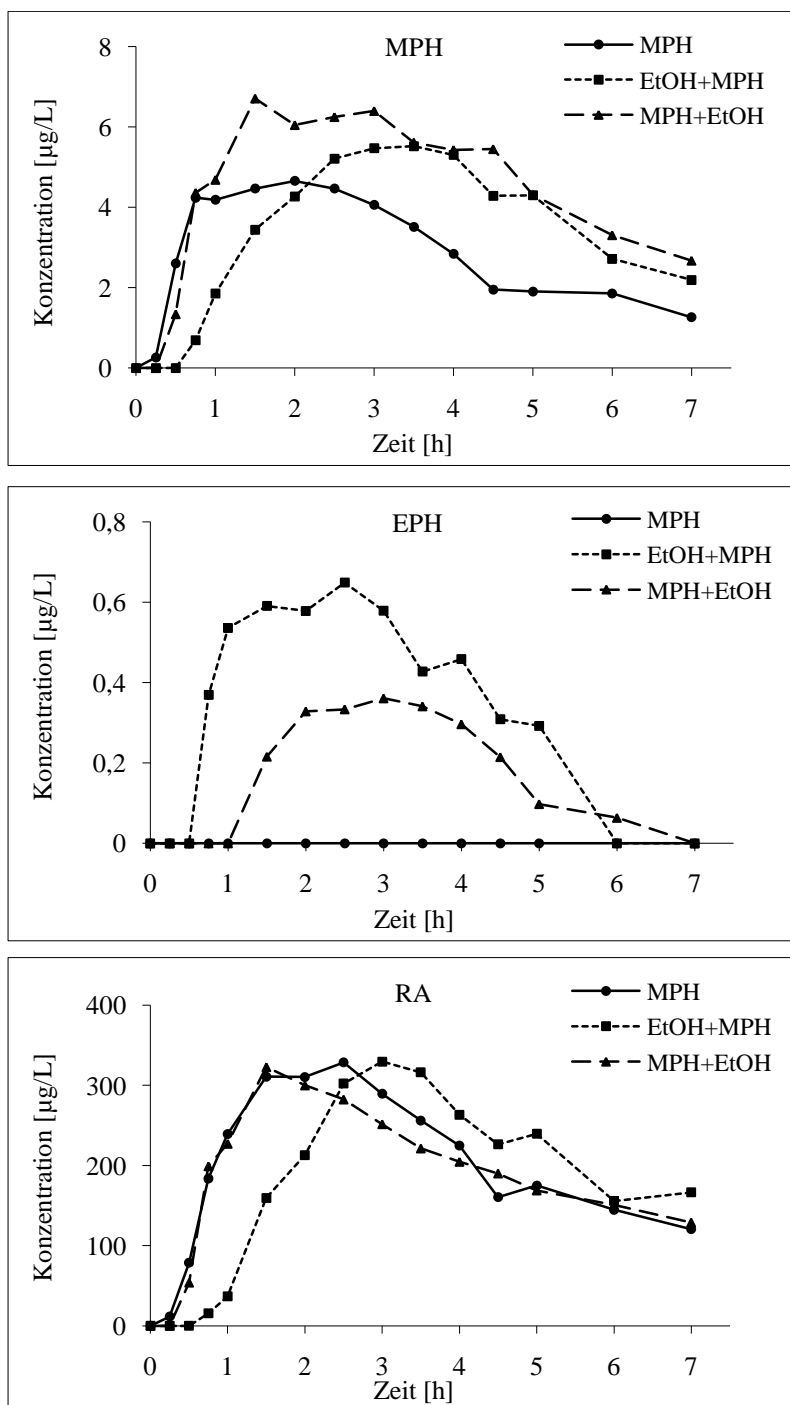 MPH
MPH
EtOH+MPH
MPH+EtOH
Konzentration [µg/L]
8
6
4
2
0
0 1 2 3 4 5 6 7
Zeit [h]
EPH
MPH
EtOH+MPH
MPH+EtOH
Konzentration [µg/L]
0,8
0,6
0,4
0,2
0
0 1 2 3 4 5 6 7
Zeit [h]
RA
MPH
EtOH+MPH
MPH+EtOH
Konzentration [µg/L]
400
300
200
100
0
0 1 2 3 4 5 6 7
Zeit [h]